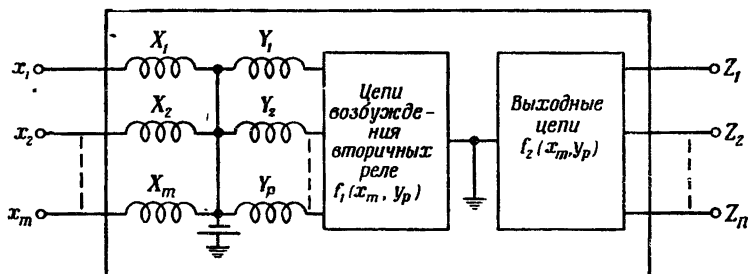 x₁
X₁
Y₁
Z₁
x₂
X₂
Y₂
Z₂
xₘ
Xₘ
Yₚ
Zₙ
Цепи
возбужде-
ния
вторичных
реле
f₁(xₘ, yₚ)
Выходные
цепи
f₂(xₘ, yₚ)